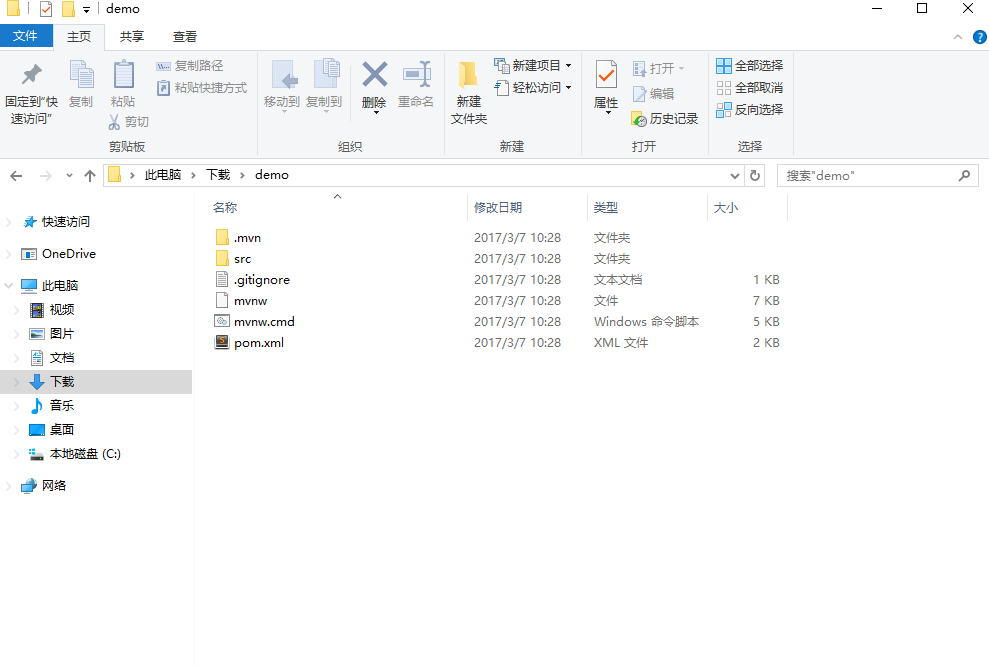 demo
文件 主页 共享 查看
固定到"快速访问"
复制
粘贴
复制路径
粘贴快捷方式
剪切
剪贴板
移动到
复制到
删除
重命名
组织
新建文件夹
新建项目
轻松访问
新建
属性
打开
编辑
历史记录
打开
全部选择
全部取消
反向选择
选择
此电脑 下载 demo
搜索"demo"
名称 修改日期 类型 大小
.mvn 2017/3/7 10:28 文件夹
src 2017/3/7 10:28 文件夹
.gitignore 2017/3/7 10:28 文本文档 1 KB
mvnw 2017/3/7 10:28 文件 7 KB
mvnw.cmd 2017/3/7 10:28 Windows 命令脚本 5 KB
pom.xml 2017/3/7 10:28 XML 文件 2 KB
快速访问
OneDrive
此电脑
视频
图片
文档
下载
音乐
桌面
本地磁盘 (C:)
网络